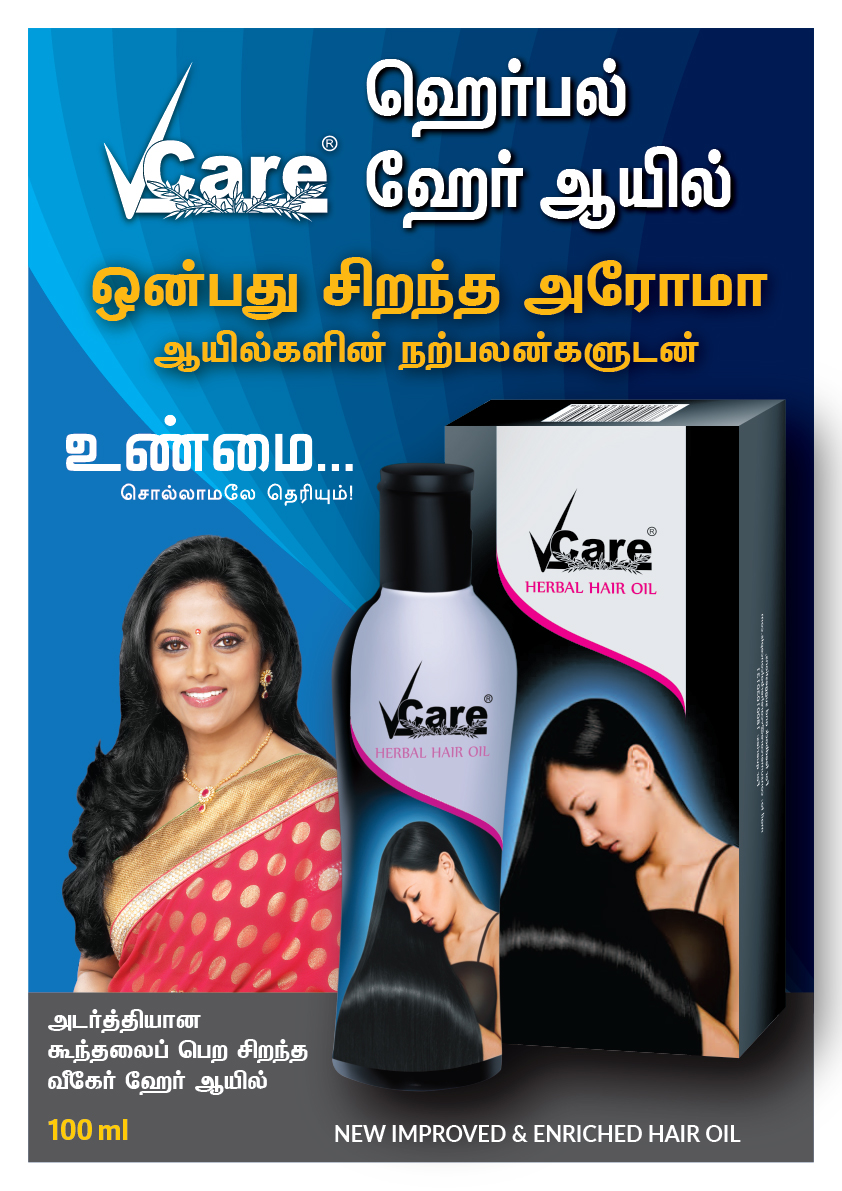 VCare®
ஹெர்பல்
ஹேர் ஆயில்
ஒன்பது சிறந்த அரோமா
ஆயில்களின் நற்பலன்களுடன்
உண்மை...
சொல்லாமலே தெரியும்!
VCare®
HERBAL HAIR OIL
VCare®
HERBAL HAIR OIL
அடர்த்தியான
கூந்தலைப் பெற சிறந்த
வீகேர் ஹேர் ஆயில்
100 ml
NEW IMPROVED & ENRICHED HAIR OIL